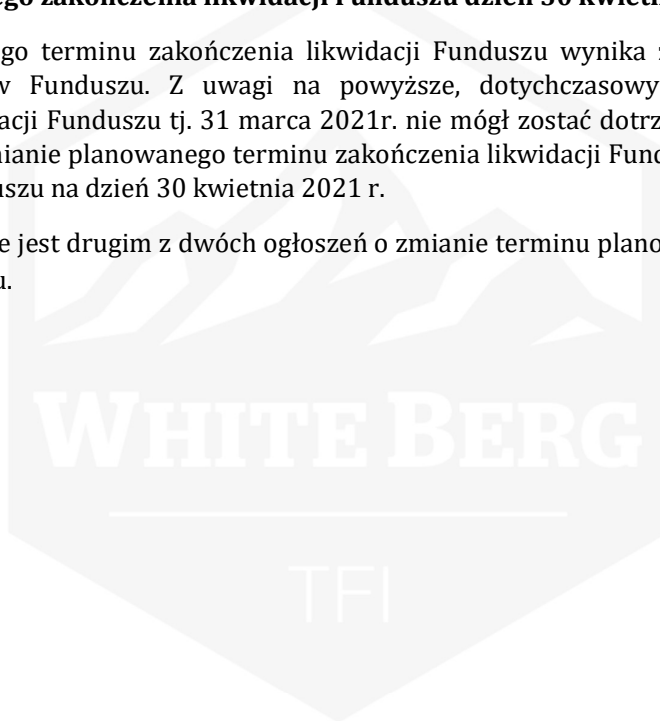 go zakończenia likwidacji Funduszu dzień 30 kwietn
go terminu zakończenia likwidacji Funduszu wynika
w Funduszu. Z uwagi na powyższe, dotychczasowy
acji Funduszu tj. 31 marca 2021r. nie mógł zostać dotrz
mianie planowanego terminu zakończenia likwidacji Fund
uszu na dzień 30 kwietnia 2021 r.
e jest drugim z dwóch ogłoszeń o zmianie terminu plano
u.
WHITE BERG
TFI